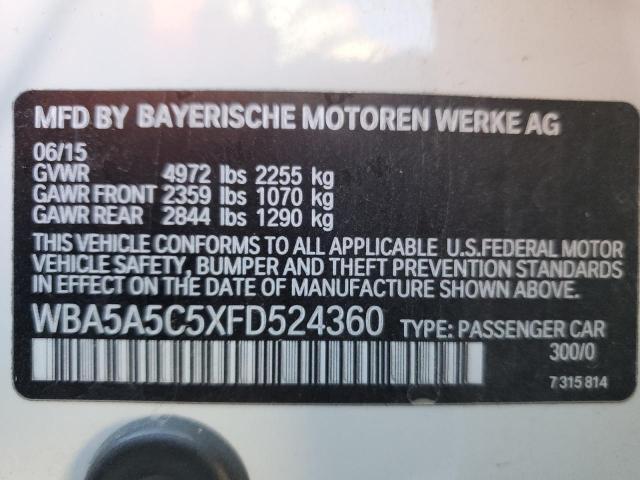 MFD BY BAYERISCHE MOTOREN WERKE AG
06/15
GVWR 4972 lbs 2255 kg
GAWR FRONT 2359 lbs 1070 kg
GAWR REAR 2844 lbs 1290 kg
THIS VEHICLE CONFORMS TO ALL APPLICABLE U.S. FEDERAL MOTOR
VEHICLE SAFETY, BUMPER AND THEFT PREVENTION STANDARDS
IN EFFECT ON THE DATE OF MANUFACTURE SHOWN ABOVE.
WBA5A5C5XFD524360 TYPE: PASSENGER CAR
300/0
7 315 814